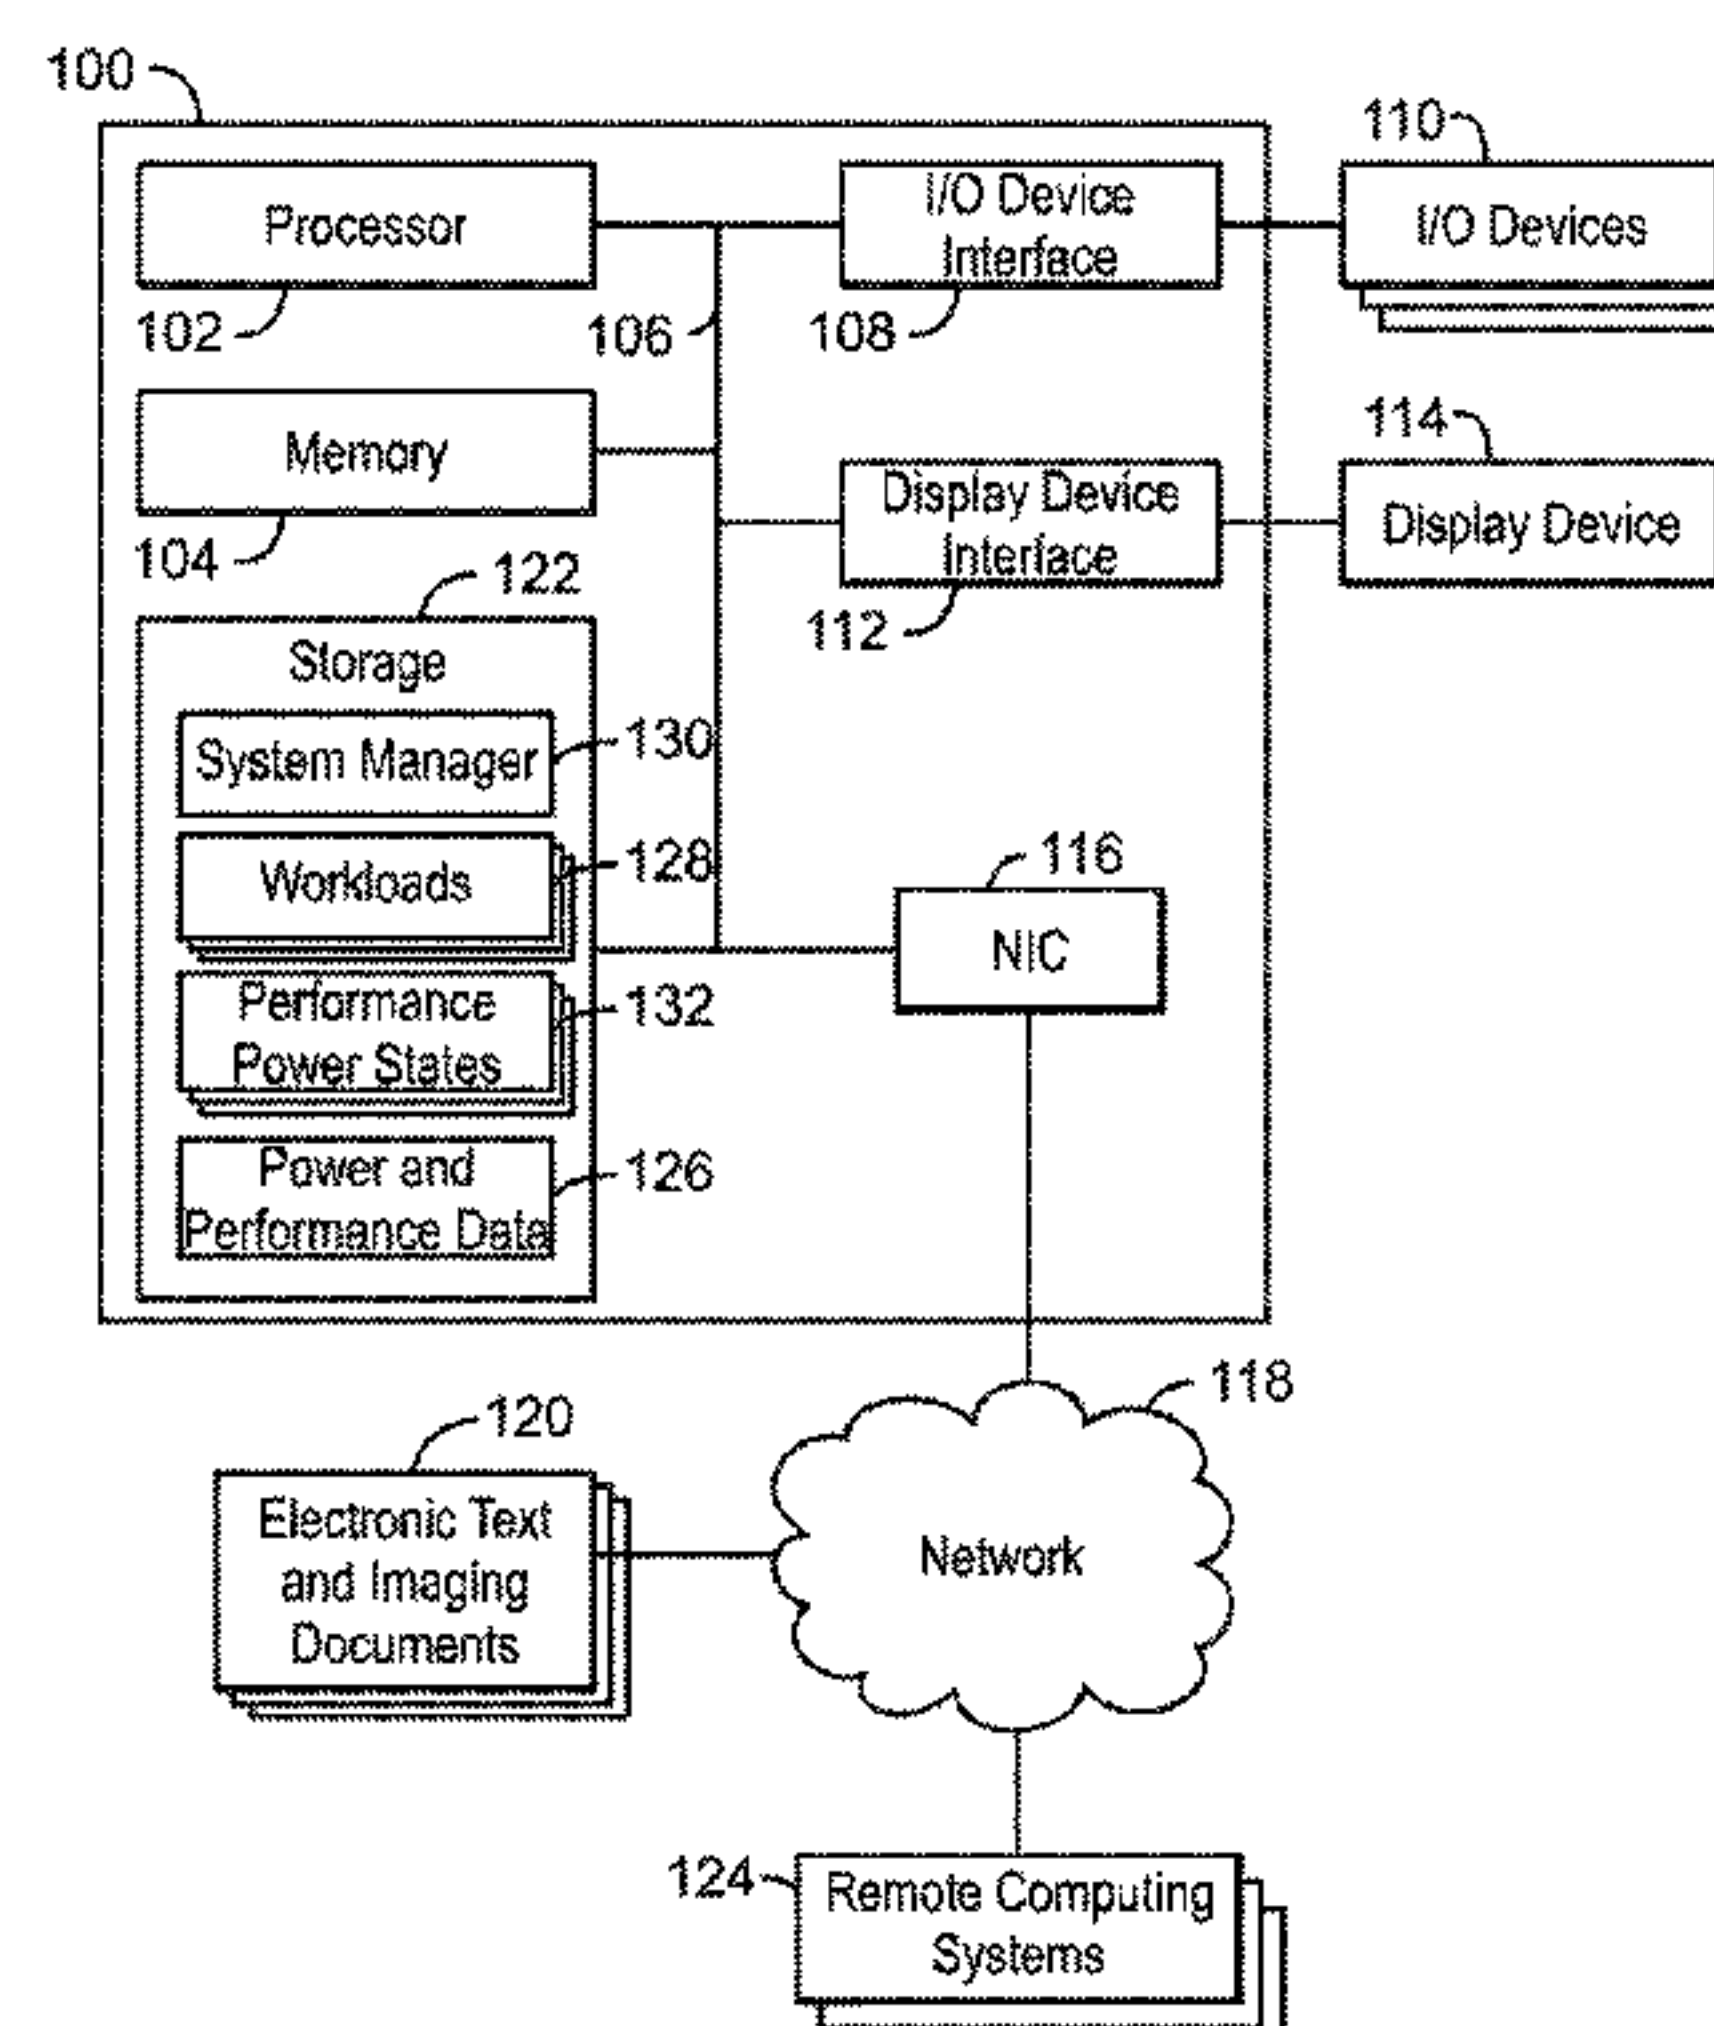 100
110
Processor
I/O Device
Interface
I/O Devices
102
106
108
114
Memory
Display Device
Interface
Display Device
104
122
112
Storage
System Manager
130
Workloads
128
116
NIC
Performance
Power States
132
Power and
Performance Data
126
118
120
Electronic Text
and Imaging
Documents
Network
124
Remote Computing
Systems